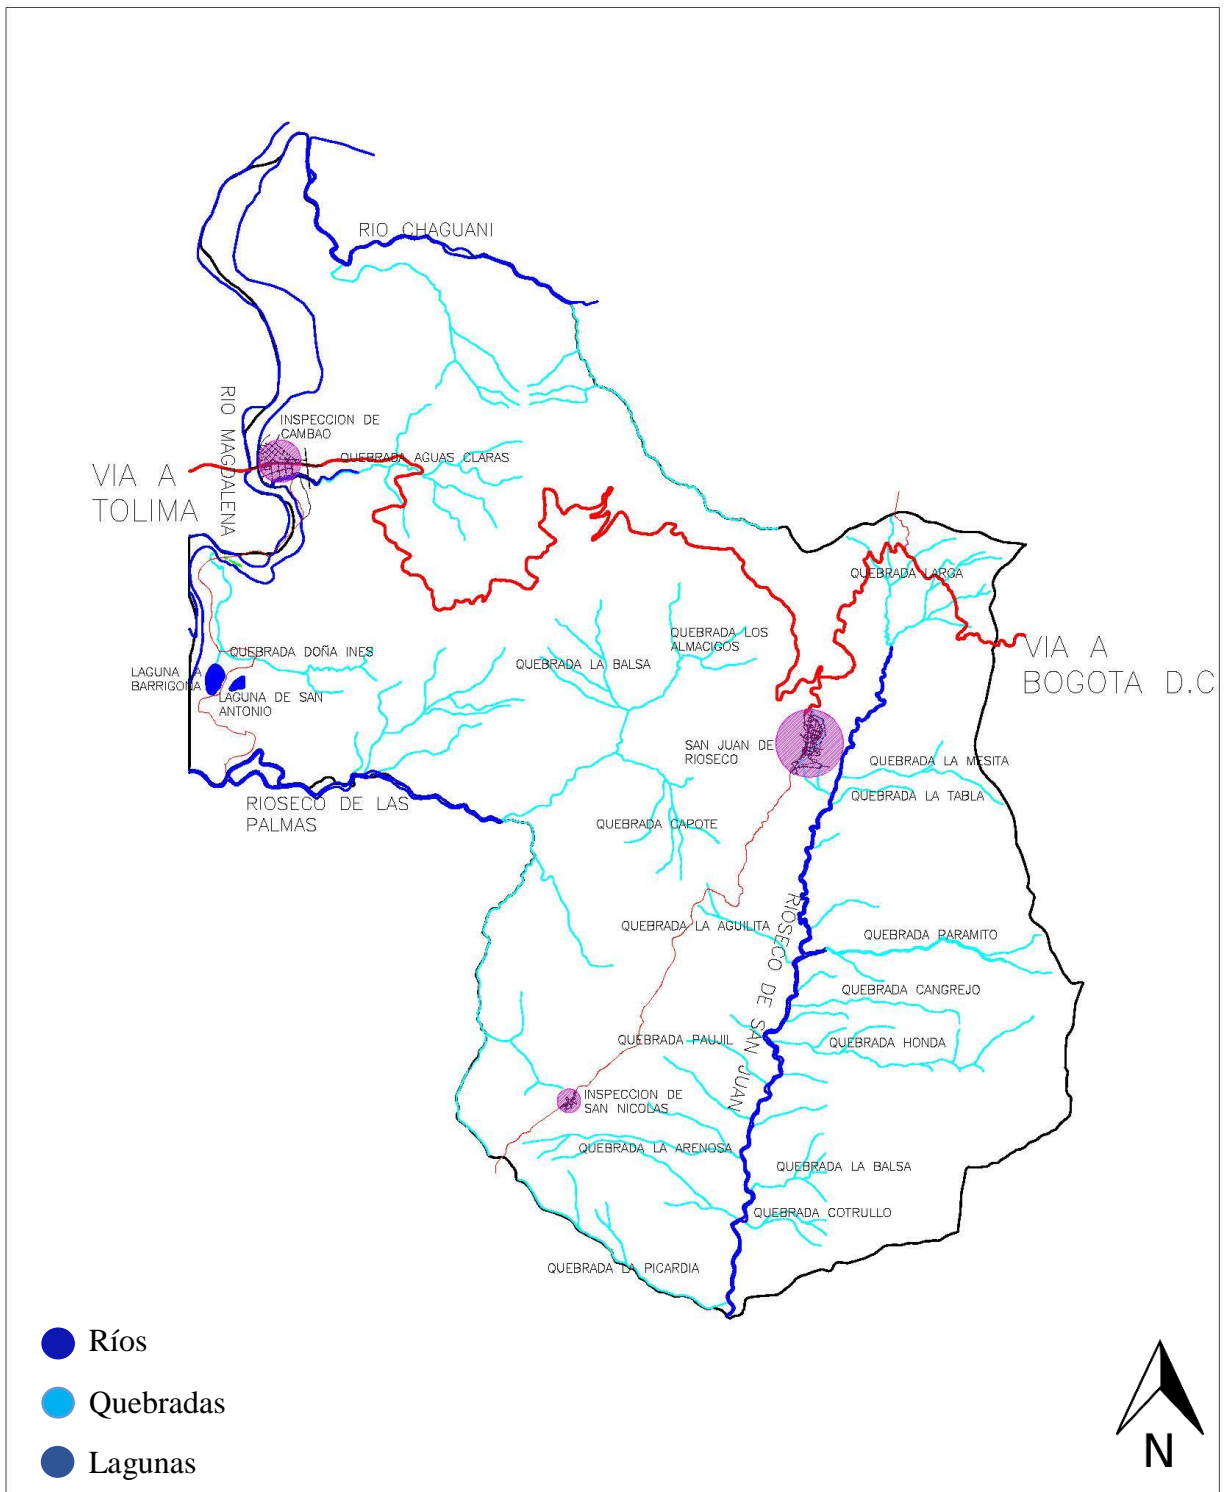 RIO CHAGUANI
RIO MAGDALENA
INSPECCION DE
CAMBAO
QUEBRADA AGUAS CLARAS
VIA A
TOLIMA
QUEBRADA LARGA
QUEBRADA LOS
ALMACIGOS
QUEBRADA DOÑA INES
QUEBRADA LA BALSA
VIA A
BOGOTA D.C
LAGUNA LA
BARRIGONA
LAGUNA DE SAN
ANTONIO
SAN JUAN DE
RIOSECO
QUEBRADA LA MESITA
QUEBRADA LA TABLA
RIOSECO DE LAS
PALMAS
QUEBRADA CAPOTE
QUEBRADA LA AGUILITA
RIOSECO DE SAN JUAN
QUEBRADA PARAMITO
QUEBRADA CANGREJO
QUEBRADA PAUJIL
QUEBRADA HONDA
INSPECCION DE
SAN NICOLAS
QUEBRADA LA ARENOSA
QUEBRADA LA BALSA
QUEBRADA COTRULLO
QUEBRADA LA PICARDIA
Ríos
Quebradas
Lagunas
N